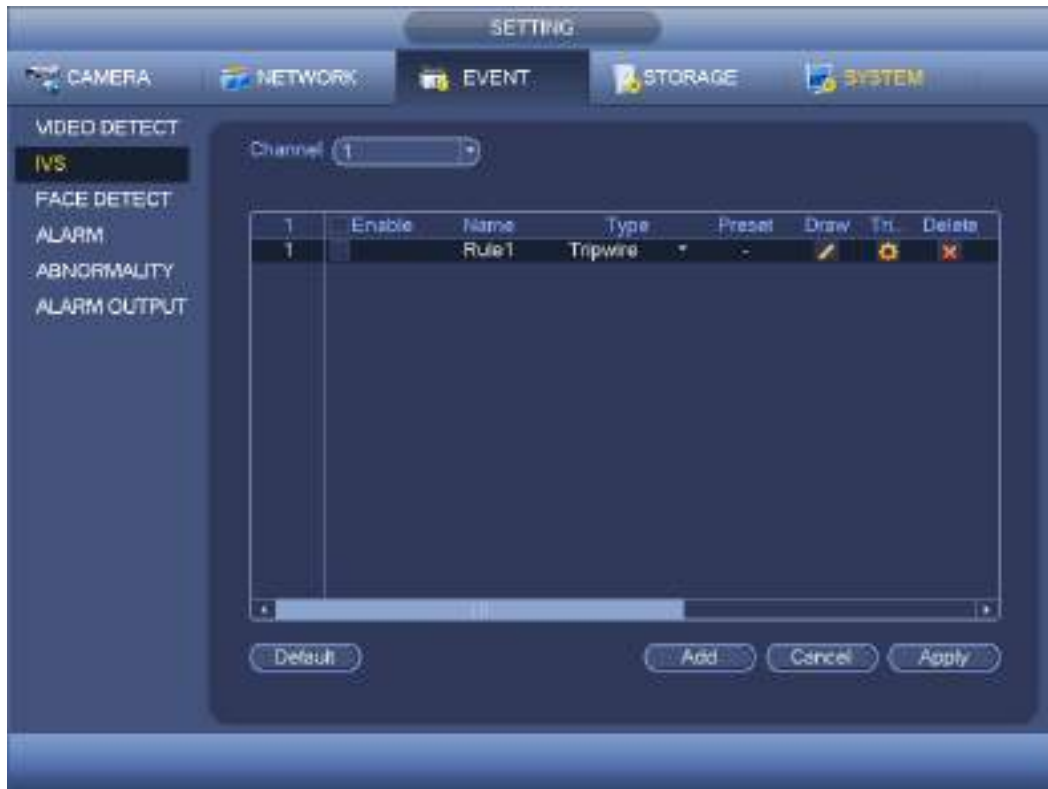 SETTING
CAMERA NETWORK EVENT STORAGE SYSTEM
VIDEO DETECT
IVS
FACE DETECT
ALARM
ABNORMALITY
ALARM OUTPUT
Channel 1
1 Enable Name Type Preset Draw Tri.. Delete
1 Rule1 Tripwire -
Default Add Cancel Apply